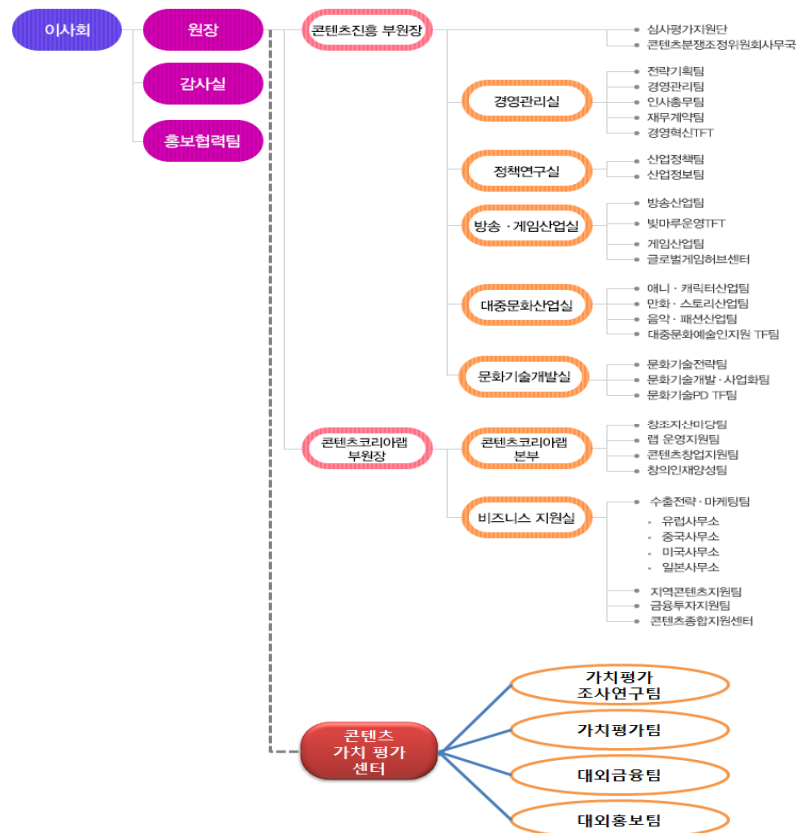 이사회
원장
감사실
홍보협력팀
콘텐츠진흥 부원장
심사평가지원단
콘텐츠분쟁조정위원회사무국
경영관리실
전략기획팀
경영관리팀
인사총무팀
재무계약팀
경영혁신TFT
정책연구실
산업정책팀
산업정보팀
방송 · 게임산업실
방송산업팀
빛마루운영TFT
게임산업팀
글로벌게임허브센터
대중문화산업실
애니 · 캐릭터산업팀
만화 · 스토리산업팀
음악 · 패션산업팀
대중문화예술인지원 TF팀
문화기술개발실
문화기술전략팀
문화기술개발 · 사업화팀
문화기술PD TF팀
콘텐츠코리아랩
부원장
콘텐츠코리아랩
본부
창조자산마당팀
랩 운영지원팀
콘텐츠창업지원팀
창의인재양성팀
비즈니스 지원실
수출전략 · 마케팅팀
유럽사무소
중국사무소
미국사무소
일본사무소
지역콘텐츠지원팀
금융투자지원팀
콘텐츠종합지원센터
콘텐츠
가치 평가
센터
가치평가
조사연구팀
가치평가팀
대외금융팀
대외홍보팀